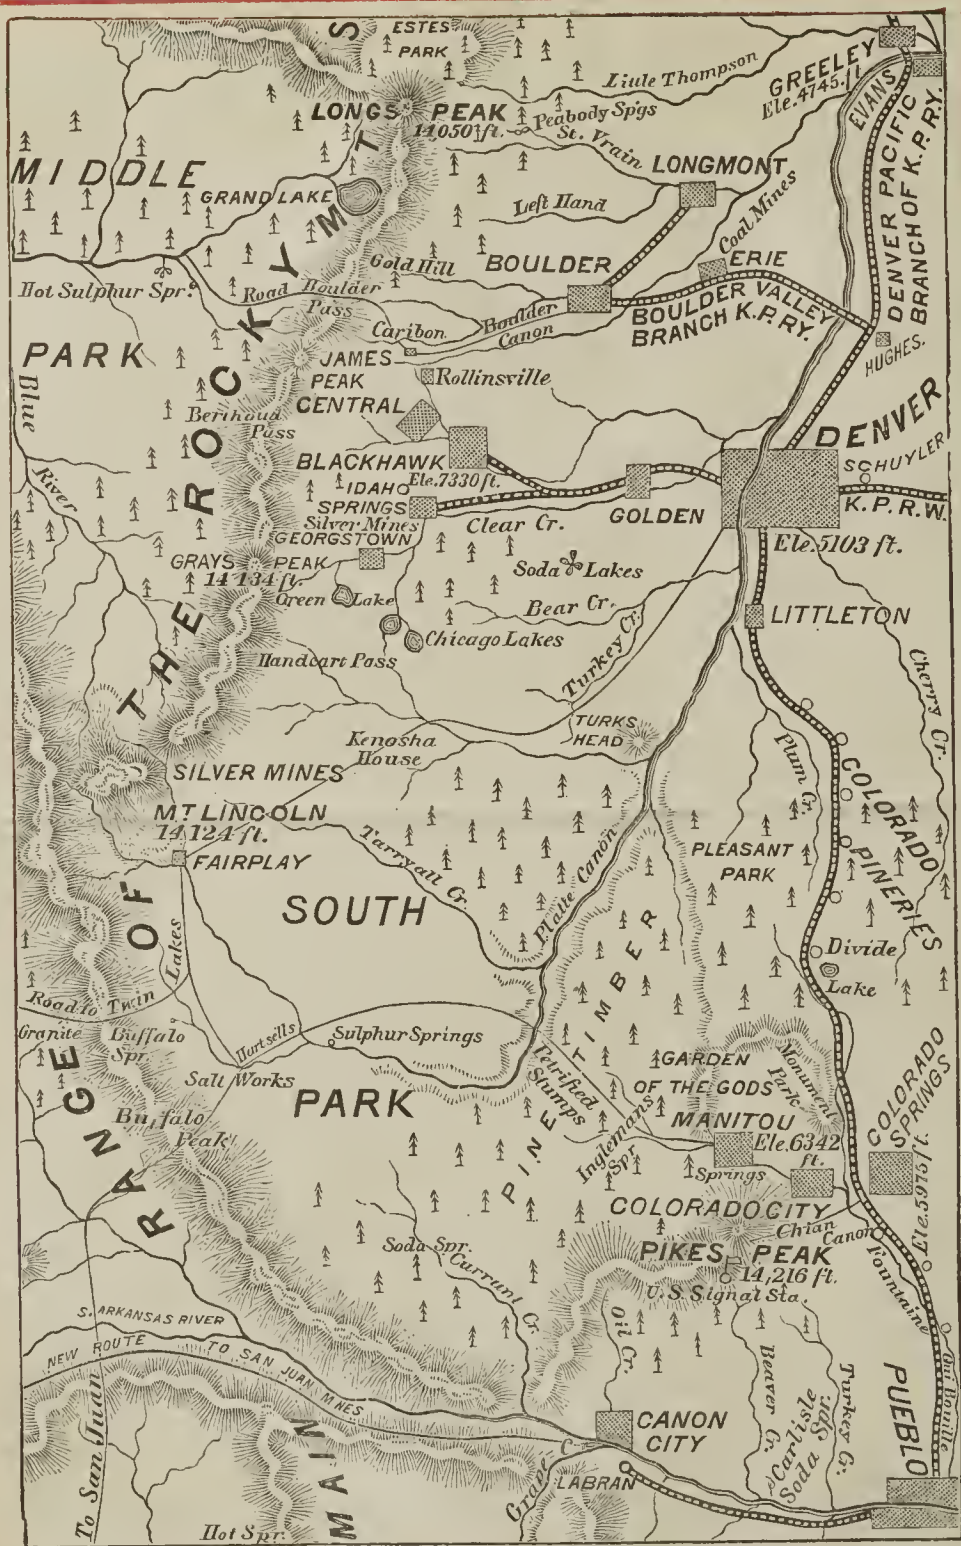 ESTES
PARK
Little Thompson
GREELEY
Ele. 4745. ft.
EVANS
LONGS PEAK
14050 ft.
Peabody Sp'gs
St. Vrain
LONGMONT
DENVER PACIFIC
BRANCH OF K. P. RY.
MIDDLE
GRAND LAKE
Left Hand
Coal Mines
Gold Hill
BOULDER
ERIE
Hot Sulphur Spr.
Road
Boulder
Pass
Caribon
Boulder
Canon
BOULDER VALLEY
BRANCH K. P. RY.
HUGHES.
PARK
JAMES
PEAK
Rollinsville
Blue
River
Berthoud
Pass
CENTRAL
DENVER
BLACKHAWK
Ele. 7330 ft.
SCHUYLER
IDAHO
SPRINGS
GOLDEN
K. P. R. W.
Silver Mines
Clear Cr.
GEORGSTOWN
Ele. 5103 ft.
GRAYS PEAK
14134 ft.
Soda Lakes
Green Lake
Bear Cr.
LITTLETON
Chicago Lakes
Turkey Cr.
Cherry Cr.
Handcart Pass
TURKS
HEAD
Kenosha
House
Plum Cr.
SILVER MINES
COLORADO
PINERIES
MT LINCOLN
14,124 ft.
FAIRPLAY
Tarryall Cr.
PLEASANT
PARK
Platte Canon
SOUTH
Lakes
Divide
Lake
Road to Twin
Granite
Buffalo
Spr.
Hartsells
Sulphur Springs
Salt Works
PARK
Petrified
Stumps
PINE TIMBER
GARDEN
OF THE GODS
Monument
Park
COLORADO
SPRINGS
Ele. 5975 ft.
MANITOU
Ele. 6342
ft.
Inglemans
Spr.
Springs
Buffalo
Peak
COLORADO CITY
Chian
Canon
PIKES PEAK
14,216 ft.
U. S. Signal Sta.
Fountaine
Soda Spr.
Currant Cr.
Oil Cr.
S. ARKANSAS RIVER
NEW ROUTE TO SAN JUAN MNES
Beaver C.
Turkey C.
Carlisle
Soda Spr.
PUEBLO
CANON
CITY
LABRAN
Grape Cr
To San Juan
Hot Spr.
MAIN
RANGE OF THE ROCKY MTS